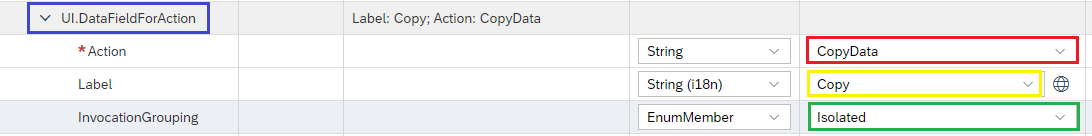 UI.DataFieldForAction Label: Copy; Action: CopyData
*Action String CopyData
Label String (i18n) Copy
InvocationGrouping EnumMember Isolated